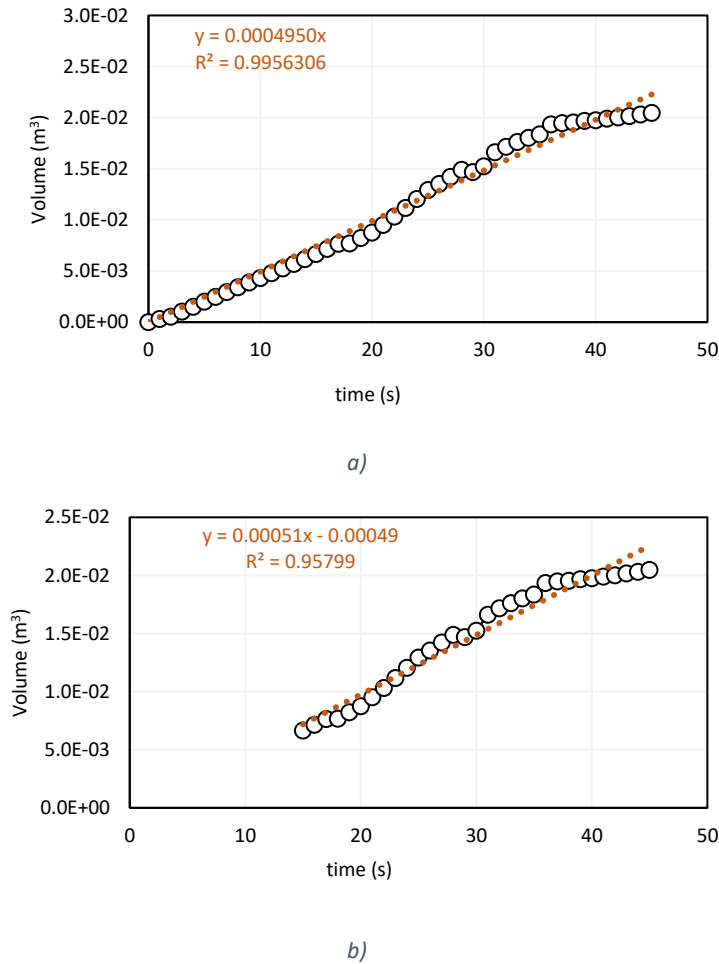 3.0E-02
y = 0.0004950x
R² = 0.9956306
2.5E-02
2.0E-02
Volume (m³)
1.5E-02
1.0E-02
5.0E-03
0.0E+00
0 10 20 30 40 50
time (s)
a)
2.5E-02
y = 0.00051x - 0.00049
R² = 0.95799
2.0E-02
Volume (m³)
1.5E-02
1.0E-02
5.0E-03
0.0E+00
0 10 20 30 40 50
time (s)
b)